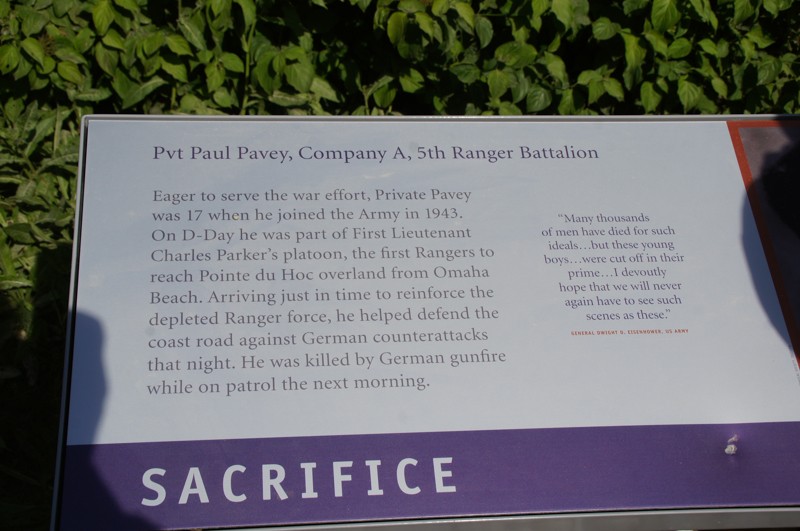 Pvt Paul Pavey, Company A, 5th Ranger Battalion
Eager to serve the war effort, Private Pavey
was 17 when he joined the Army in 1943.
On D-Day he was part of First Lieutenant
Charles Parker's platoon, the first Rangers to
reach Pointe du Hoc overland from Omaha
Beach. Arriving just in time to reinforce the
depleted Ranger force, he helped defend the
coast road against German counterattacks
that night. He was killed by German gunfire
while on patrol the next morning.
"Many thousands
of men have died for such
ideals...but these young
boys...were cut off in their
prime...I devoutly
hope that we will never
again have to see such
scenes as these."
GENERAL DWIGHT D. EISENHOWER, US ARMY
SACRIFICE